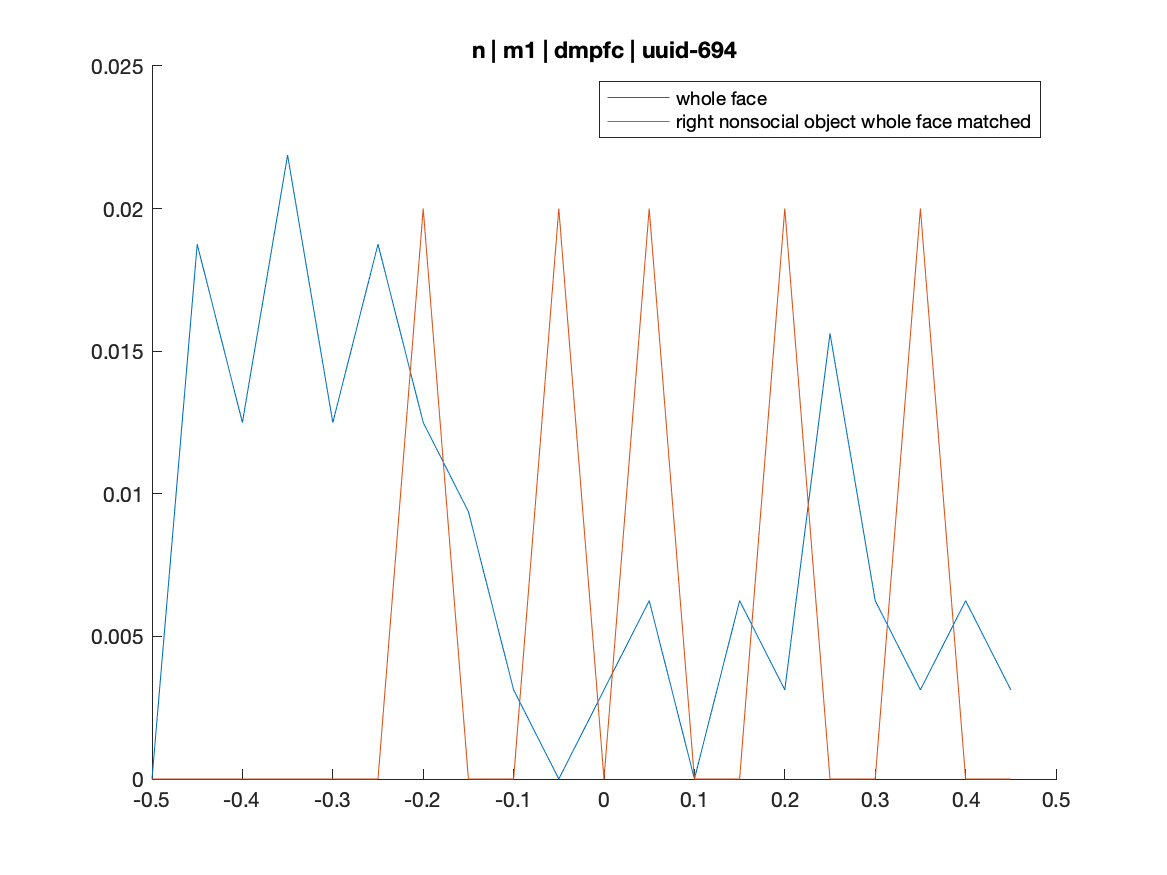 n | m1 | dmpfc | uuid-694
whole face
right nonsocial object whole face matched
0.025
0.02
0.015
0.01
0.005
0
-0.5 -0.4 -0.3 -0.2 -0.1 0 0.1 0.2 0.3 0.4 0.5